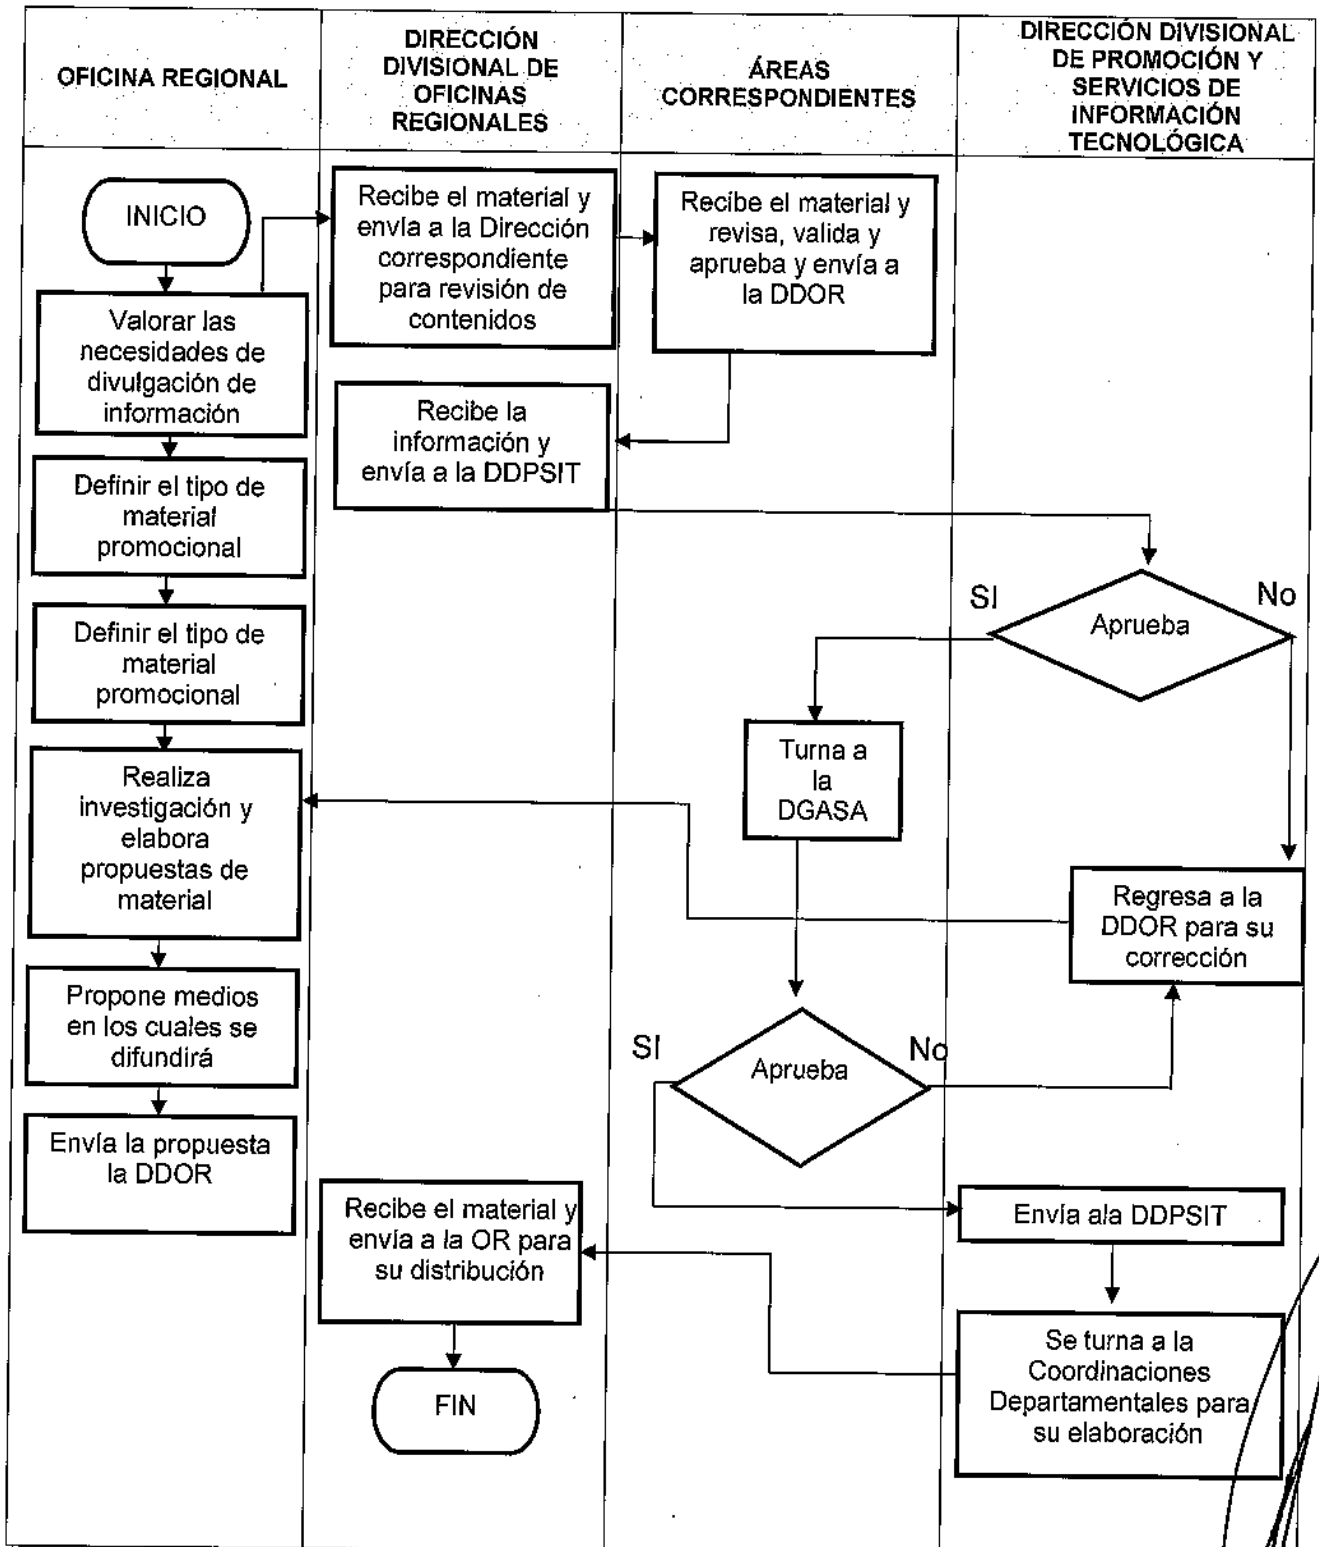 OFICINA REGIONAL
DIRECCIÓN
DIVISIONAL DE
OFICINAS
REGIONALES
ÁREAS
CORRESPONDIENTES
DIRECCIÓN DIVISIONAL
DE PROMOCIÓN Y
SERVICIOS DE
INFORMACIÓN
TECNOLÓGICA
INICIO
Valorar las
necesidades de
divulgación de
información
Definir el tipo de
material
promocional
Definir el tipo de
material
promocional
Realiza
investigación y
elabora
propuestas de
material
Propone medios
en los cuales se
difundirá
Envía la propuesta
la DDOR
Recibe el material y
envía a la Dirección
correspondiente
para revisión de
contenidos
Recibe el material y
revisa, valida y
aprueba y envía a
la DDOR
Recibe la
información y
envía a la DDPSIT
SI
Aprueba
No
Turna a
la
DGASA
Regresa a la
DDOR para su
corrección
SI
Aprueba
No
Envía ala DDPSIT
Se turna a la
Coordinaciones
Departamentales para
su elaboración
Recibe el material y
envía a la OR para
su distribución
FIN